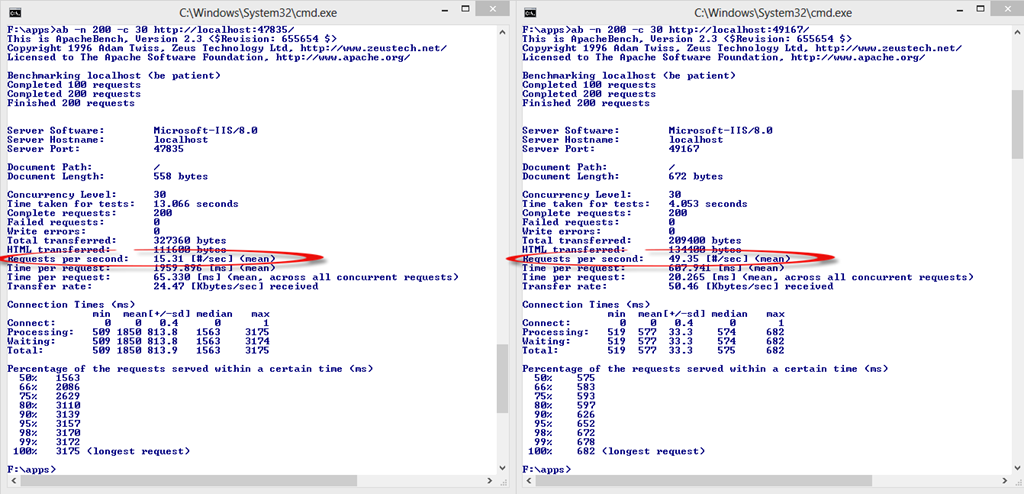 C:\Windows\System32\cmd.exe
F:\apps>ab -n 200 -c 30 http://localhost:47835/
This is ApacheBench, Version 2.3 <$Revision: 655654 $>
Copyright 1996 Adam Twiss, Zeus Technology Ltd, http://www.zeustech.net/
Licensed to The Apache Software Foundation, http://www.apache.org/
Benchmarking localhost (be patient)
Completed 100 requests
Completed 200 requests
Finished 200 requests
Server Software: Microsoft-IIS/8.0
Server Hostname: localhost
Server Port: 47835
Document Path: /
Document Length: 558 bytes
Concurrency Level: 30
Time taken for tests: 13.066 seconds
Complete requests: 200
Failed requests: 0
Write errors: 0
Total transferred: 327360 bytes
HTML transferred: 111600 bytes
Requests per second: 15.31 [#/sec] (mean)
Time per request: 1959.896 [ms] (mean)
Time per request: 65.330 [ms] (mean, across all concurrent requests)
Transfer rate: 24.47 [Kbytes/sec] received
Connection Times (ms)
min mean[+/-sd] median max
Connect: 0 0 0.4 0 1
Processing: 509 1850 813.8 1563 3175
Waiting: 509 1850 813.8 1563 3174
Total: 509 1850 813.9 1563 3175
Percentage of the requests served within a certain time (ms)
50% 1563
66% 2086
75% 2629
80% 3110
90% 3139
95% 3157
98% 3170
99% 3172
100% 3175 (longest request)
F:\apps>
C:\Windows\System32\cmd.exe
F:\apps>ab -n 200 -c 30 http://localhost:49167/
This is ApacheBench, Version 2.3 <$Revision: 655654 $>
Copyright 1996 Adam Twiss, Zeus Technology Ltd, http://www.zeustech.net/
Licensed to The Apache Software Foundation, http://www.apache.org/
Benchmarking localhost (be patient)
Completed 100 requests
Completed 200 requests
Finished 200 requests
Server Software: Microsoft-IIS/8.0
Server Hostname: localhost
Server Port: 49167
Document Path: /
Document Length: 672 bytes
Concurrency Level: 30
Time taken for tests: 4.053 seconds
Complete requests: 200
Failed requests: 0
Write errors: 0
Total transferred: 209400 bytes
HTML transferred: 134400 bytes
Requests per second: 49.35 [#/sec] (mean)
Time per request: 607.941 [ms] (mean)
Time per request: 20.265 [ms] (mean, across all concurrent requests)
Transfer rate: 50.46 [Kbytes/sec] received
Connection Times (ms)
min mean[+/-sd] median max
Connect: 0 0 0.4 0 1
Processing: 519 577 33.3 574 682
Waiting: 519 577 33.3 574 682
Total: 519 577 33.3 575 682
Percentage of the requests served within a certain time (ms)
50% 575
66% 583
75% 593
80% 597
90% 626
95% 652
98% 672
99% 678
100% 682 (longest request)
F:\apps>